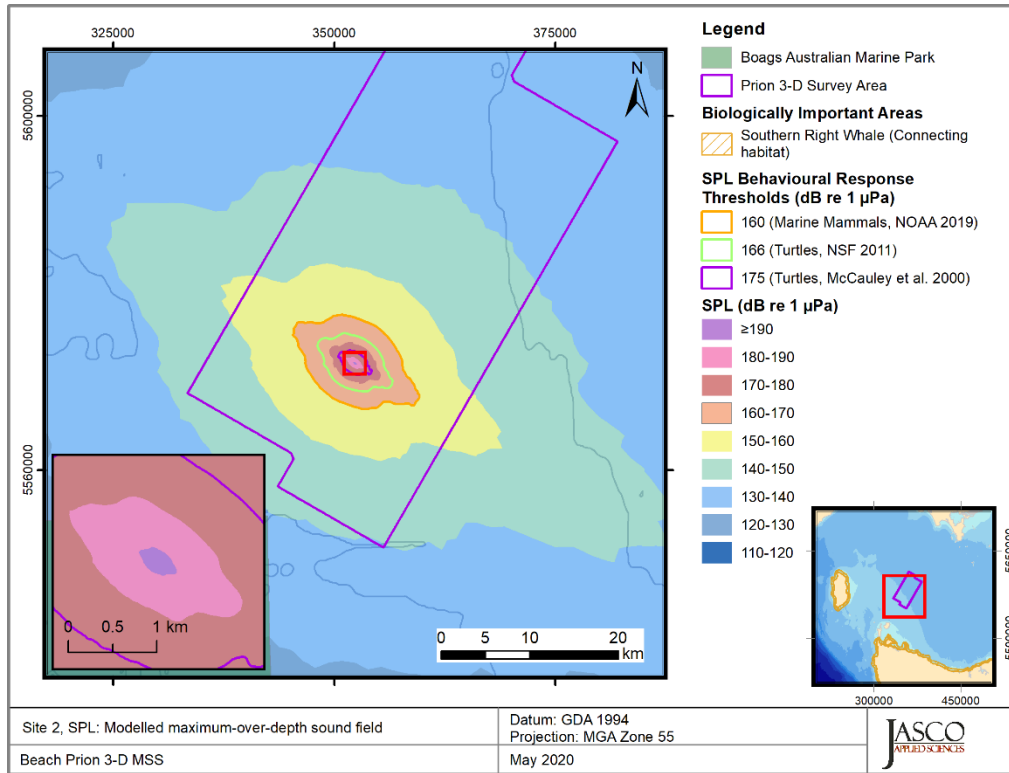 325000 350000 375000
5600000
5560000
N
0 0.5 1 km
0 5 10 20
km
Legend
Boags Australian Marine Park
Prion 3-D Survey Area
Biologically Important Areas
Southern Right Whale (Connecting
habitat)
SPL Behavioural Response
Thresholds (dB re 1 µPa)
160 (Marine Mammals, NOAA 2019)
166 (Turtles, NSF 2011)
175 (Turtles, McCauley et al. 2000)
SPL (dB re 1 µPa)
≥190
180-190
170-180
160-170
150-160
140-150
130-140
120-130
110-120
5650000
5500000
300000 450000
Site 2, SPL: Modelled maximum-over-depth sound field
Beach Prion 3-D MSS
Datum: GDA 1994
Projection: MGA Zone 55
May 2020
JASCO
APPLIED SCIENCES